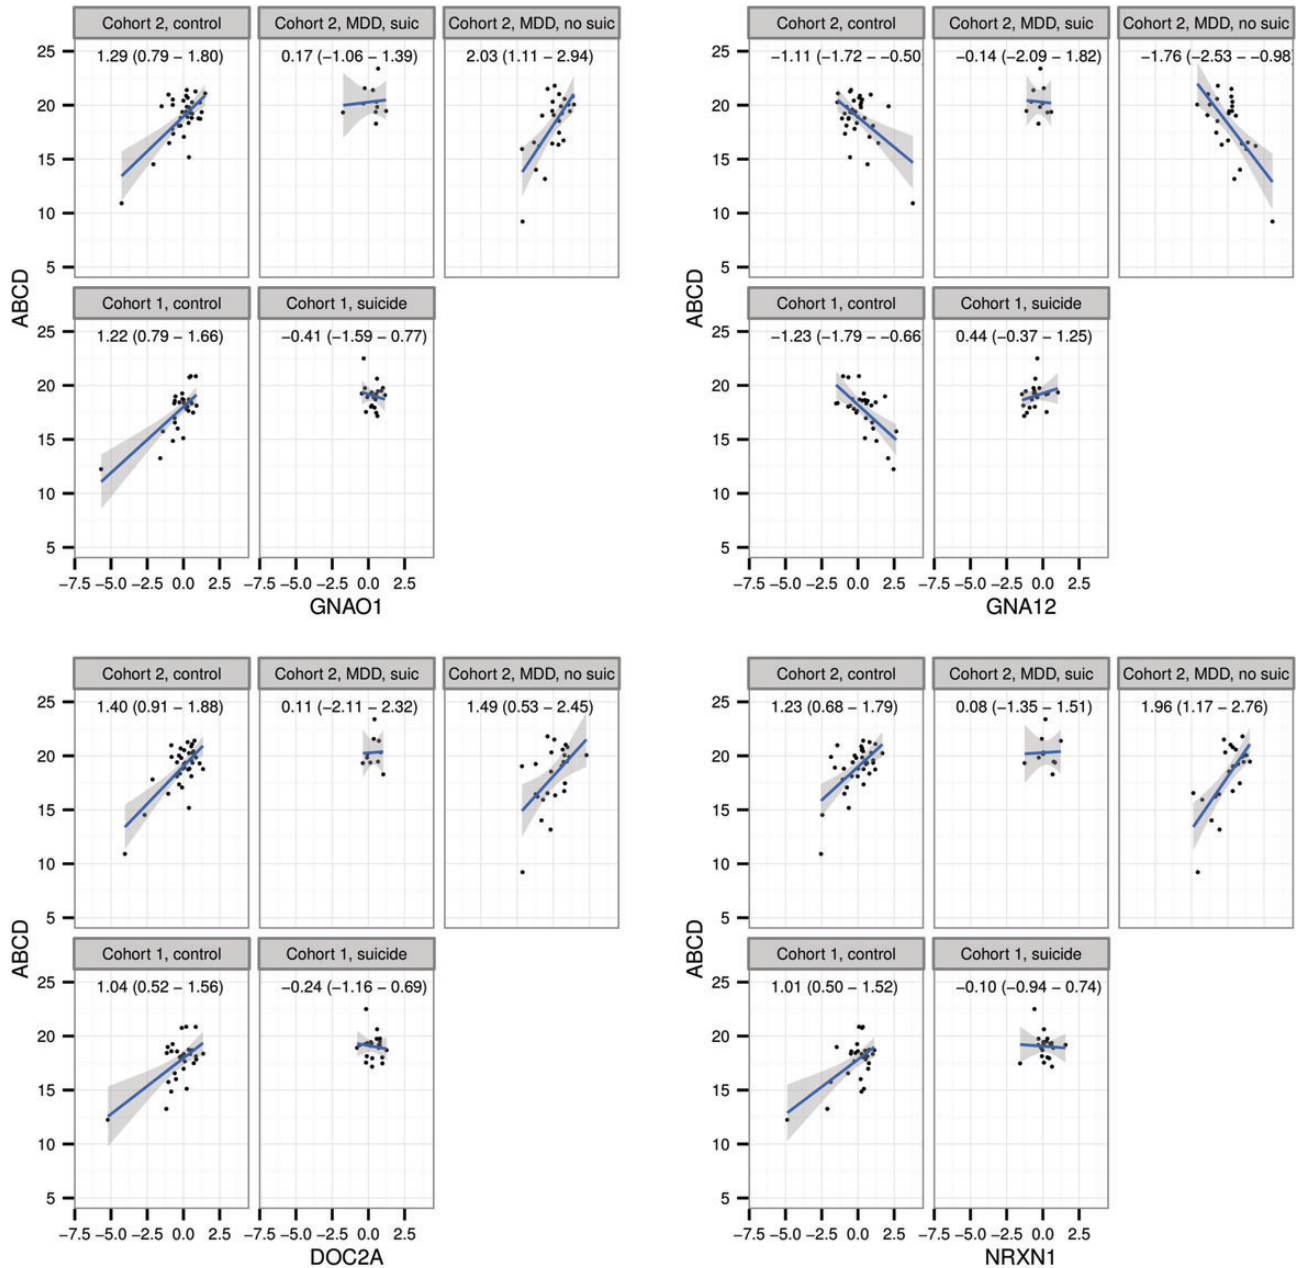 Cohort 2, control Cohort 2, MDD, suic Cohort 2, MDD, no suic
1.29 (0.79 − 1.80) 0.17 (−1.06 − 1.39) 2.03 (1.11 − 2.94)
25
20
15
10
5
ABCD
Cohort 1, control Cohort 1, suicide
1.22 (0.79 − 1.66) −0.41 (−1.59 − 0.77)
25
20
15
10
5
−7.5 −5.0 −2.5 0.0 2.5 −7.5 −5.0 −2.5 0.0 2.5
GNAO1
Cohort 2, control Cohort 2, MDD, suic Cohort 2, MDD, no suic
−1.11 (−1.72 − −0.50) −0.14 (−2.09 − 1.82) −1.76 (−2.53 − −0.98
25
20
15
10
5
ABCD
Cohort 1, control Cohort 1, suicide
−1.23 (−1.79 − −0.66 0.44 (−0.37 − 1.25)
25
20
15
10
5
−7.5 −5.0 −2.5 0.0 2.5 −7.5 −5.0 −2.5 0.0 2.5
GNA12
Cohort 2, control Cohort 2, MDD, suic Cohort 2, MDD, no suic
1.40 (0.91 − 1.88) 0.11 (−2.11 − 2.32) 1.49 (0.53 − 2.45)
25
20
15
10
5
ABCD
Cohort 1, control Cohort 1, suicide
1.04 (0.52 − 1.56) −0.24 (−1.16 − 0.69)
25
20
15
10
5
−7.5 −5.0 −2.5 0.0 2.5 −7.5 −5.0 −2.5 0.0 2.5
DOC2A
Cohort 2, control Cohort 2, MDD, suic Cohort 2, MDD, no suic
1.23 (0.68 − 1.79) 0.08 (−1.35 − 1.51) 1.96 (1.17 − 2.76)
25
20
15
10
5
ABCD
Cohort 1, control Cohort 1, suicide
1.01 (0.50 − 1.52) −0.10 (−0.94 − 0.74)
25
20
15
10
5
−7.5 −5.0 −2.5 0.0 2.5 −7.5 −5.0 −2.5 0.0 2.5
NRXN1